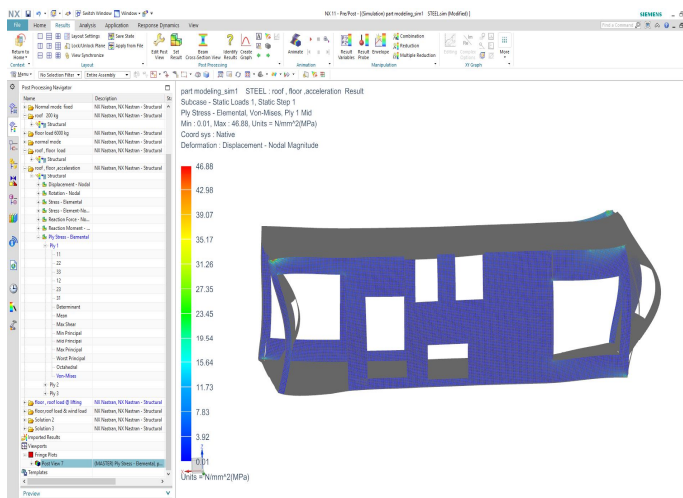 NX
Switch Window
Window
NX 11 - Pre/Post - [(Simulation) part modeling_sim1 STEEL.sim (Modified) ]
SIEMENS
File
Home
Results
Analysis
Application
Response Dynamics
View
Find a Command
Return to Home
Layout Settings
Save State
Lock/Unlock Plane
Apply from File
View Synchronize
Edit Post View
Set Result
Beam Cross-Section View
Identify Results
Create Graph
Animate
Result Variables
Result Probe
Envelope
Combination
Reduction
Multiple Reduction
Editing
More
Context
Layout
Post Processing
Animation
Manipulation
XY Graph
Menu
No Selection Filter
Entire Assembly
Post Processing Navigator
Name
Description
Normal mode fixed
NX Nastran, NX Nastran - Structural
roof 200 kg
NX Nastran, NX Nastran - Structural
Structural
floor load 6000 kg
NX Nastran, NX Nastran - Structural
normal mode
NX Nastran, NX Nastran - Structural
roof , floor load
NX Nastran, NX Nastran - Structural
Structural
roof , floor ,acceleration
NX Nastran, NX Nastran - Structural
Structural
Displacement - Nodal
Rotation - Nodal
Stress - Elemental
Stress - Element-No...
Reaction Force - No...
Reaction Moment - ...
Ply Stress - Elemental
Ply 1
11
22
33
12
23
31
Determinant
Mean
Max Shear
Min Principal
Mid Principal
Max Principal
Worst Principal
Octahedral
Von-Mises
Ply 2
Ply 3
floor , roof load @ lifting
NX Nastran, NX Nastran - Structural
floor,roof load & wind load
NX Nastran, NX Nastran - Structural
Solution 2
NX Nastran, NX Nastran - Structural
Solution 3
NX Nastran, NX Nastran - Structural
Imported Results
Viewports
Fringe Plots
Post View 7
(MASTER) Ply Stress - Elemental| p...
Templates
Preview
part modeling_sim1 STEEL : roof , floor ,acceleration Result
Subcase - Static Loads 1, Static Step 1
Ply Stress - Elemental, Von-Mises, Ply 1 Mid
Min : 0.01, Max : 46.88, Units = N/mm^2(MPa)
Coord sys : Native
Deformation : Displacement - Nodal Magnitude
46.88
42.98
39.07
35.17
31.26
27.35
23.45
19.54
15.64
11.73
7.83
3.92
0.01
Units = N/mm^2(MPa)